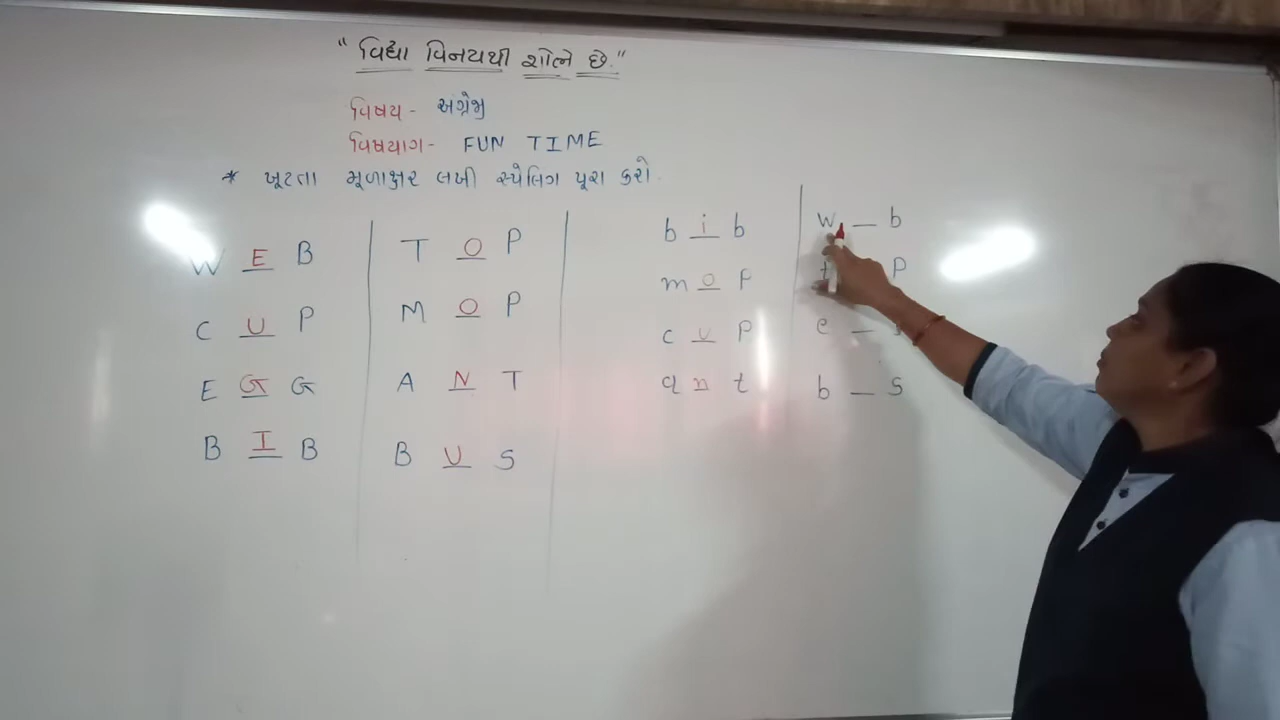 "વિદ્યા વિનયથી શોભે છે."
વિષય - અંગ્રેજી
વિષયાગ - FUN TIME
* ખૂટતા મૂળાક્ષર લખી સ્પેલિંગ પૂરા કરો.
W E B
C U P
E G G
B I B
T O P
M O P
A N T
B U S
b i b
m o p
c u p
a n t
w _ b
t P
e _
b _ s